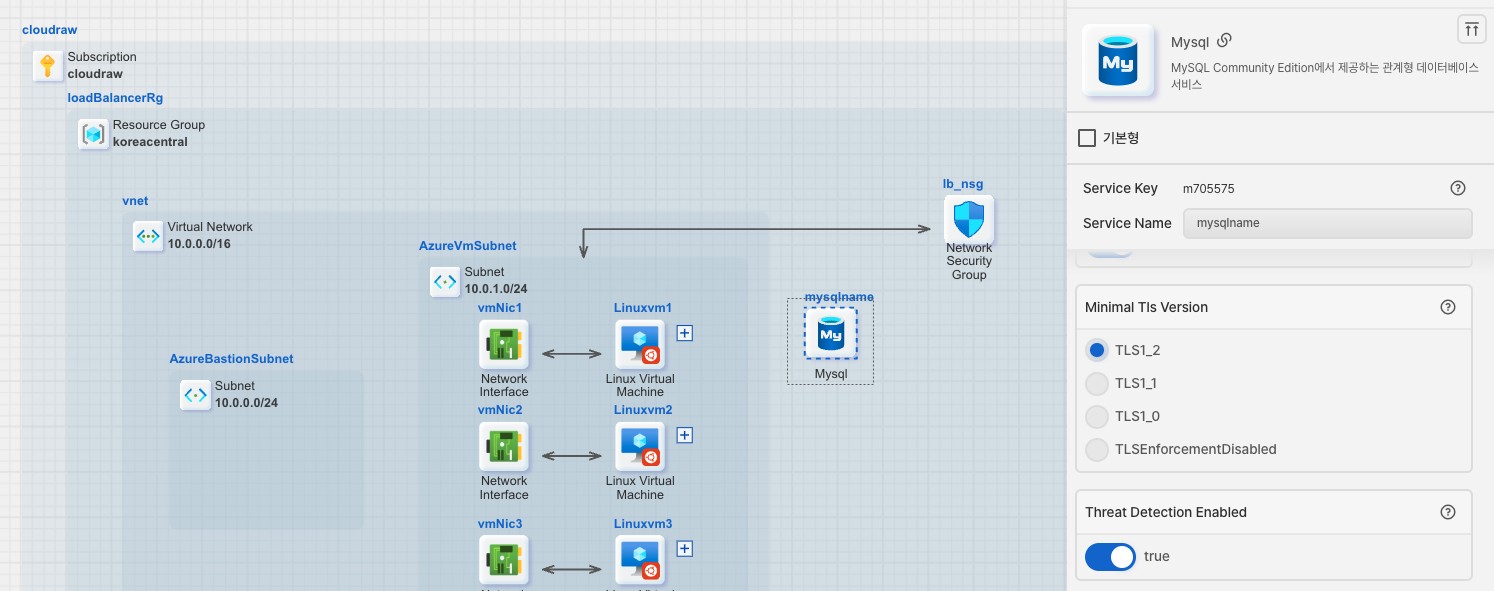 cloudraw
Subscription
cloudraw
loadBalancerRg
Resource Group
koreacentral
vnet
Virtual Network
10.0.0.0/16
AzureBastionSubnet
Subnet
10.0.0.0/24
AzureVmSubnet
Subnet
10.0.1.0/24
vmNic1
Network
Interface
Linuxvm1
Linux Virtual
Machine
vmNic2
Network
Interface
Linuxvm2
Linux Virtual
Machine
vmNic3
Linuxvm3
lb_nsg
Network
Security
Group
mysqlname
My
Mysql
My
Mysql
MySQL Community Edition에서 제공하는 관계형 데이터베이스
서비스
기본형
Service Key m705575
Service Name mysqlname
Minimal Tls Version
TLS1_2
TLS1_1
TLS1_0
TLSEnforcementDisabled
Threat Detection Enabled
true